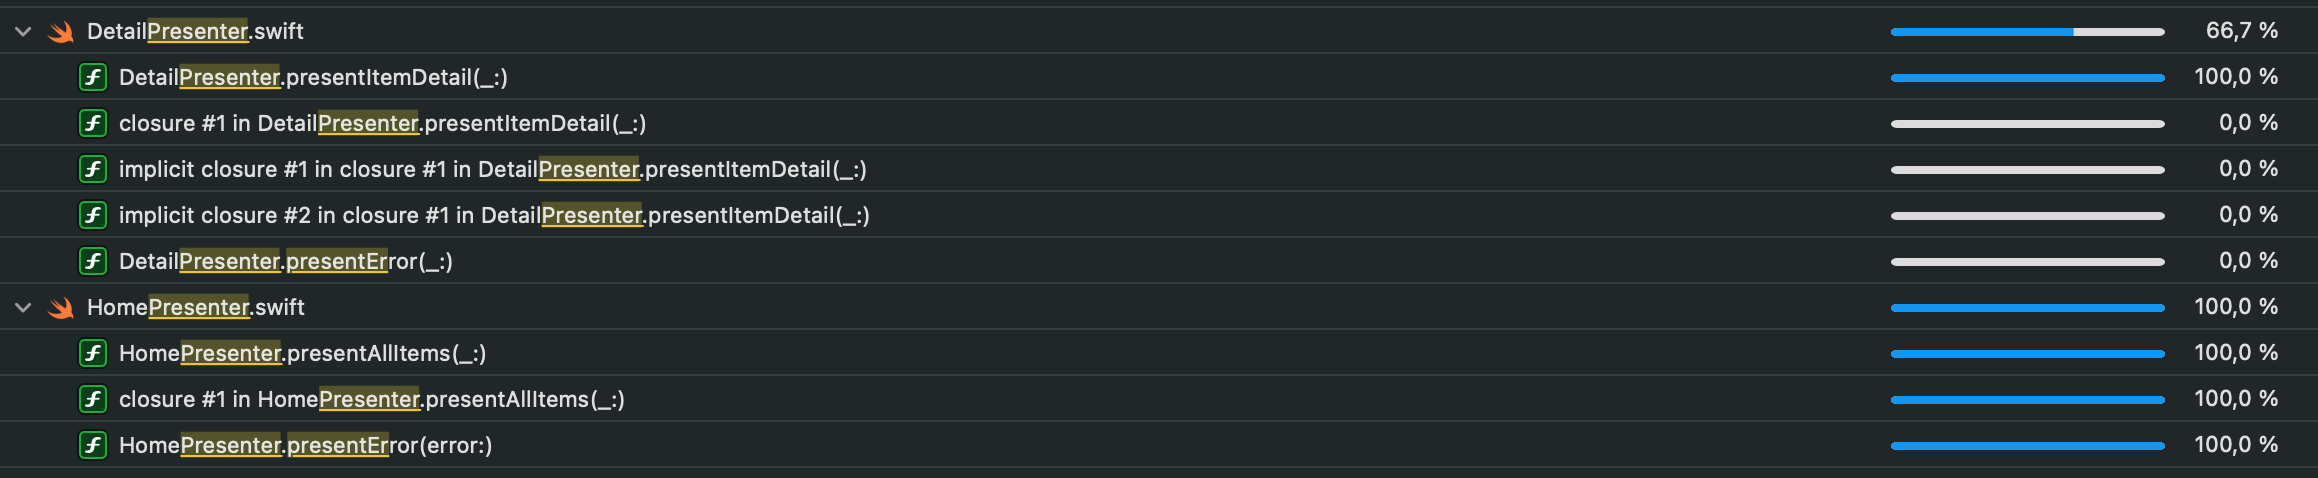 DetailPresenter.swift 66,7 %
DetailPresenter.presentItemDetail(_:) 100,0 %
closure #1 in DetailPresenter.presentItemDetail(_:) 0,0 %
implicit closure #1 in closure #1 in DetailPresenter.presentItemDetail(_:) 0,0 %
implicit closure #2 in closure #1 in DetailPresenter.presentItemDetail(_:) 0,0 %
DetailPresenter.presentError(_:) 0,0 %
HomePresenter.swift 100,0 %
HomePresenter.presentAllItems(_:) 100,0 %
closure #1 in HomePresenter.presentAllItems(_:) 100,0 %
HomePresenter.presentError(error:) 100,0 %